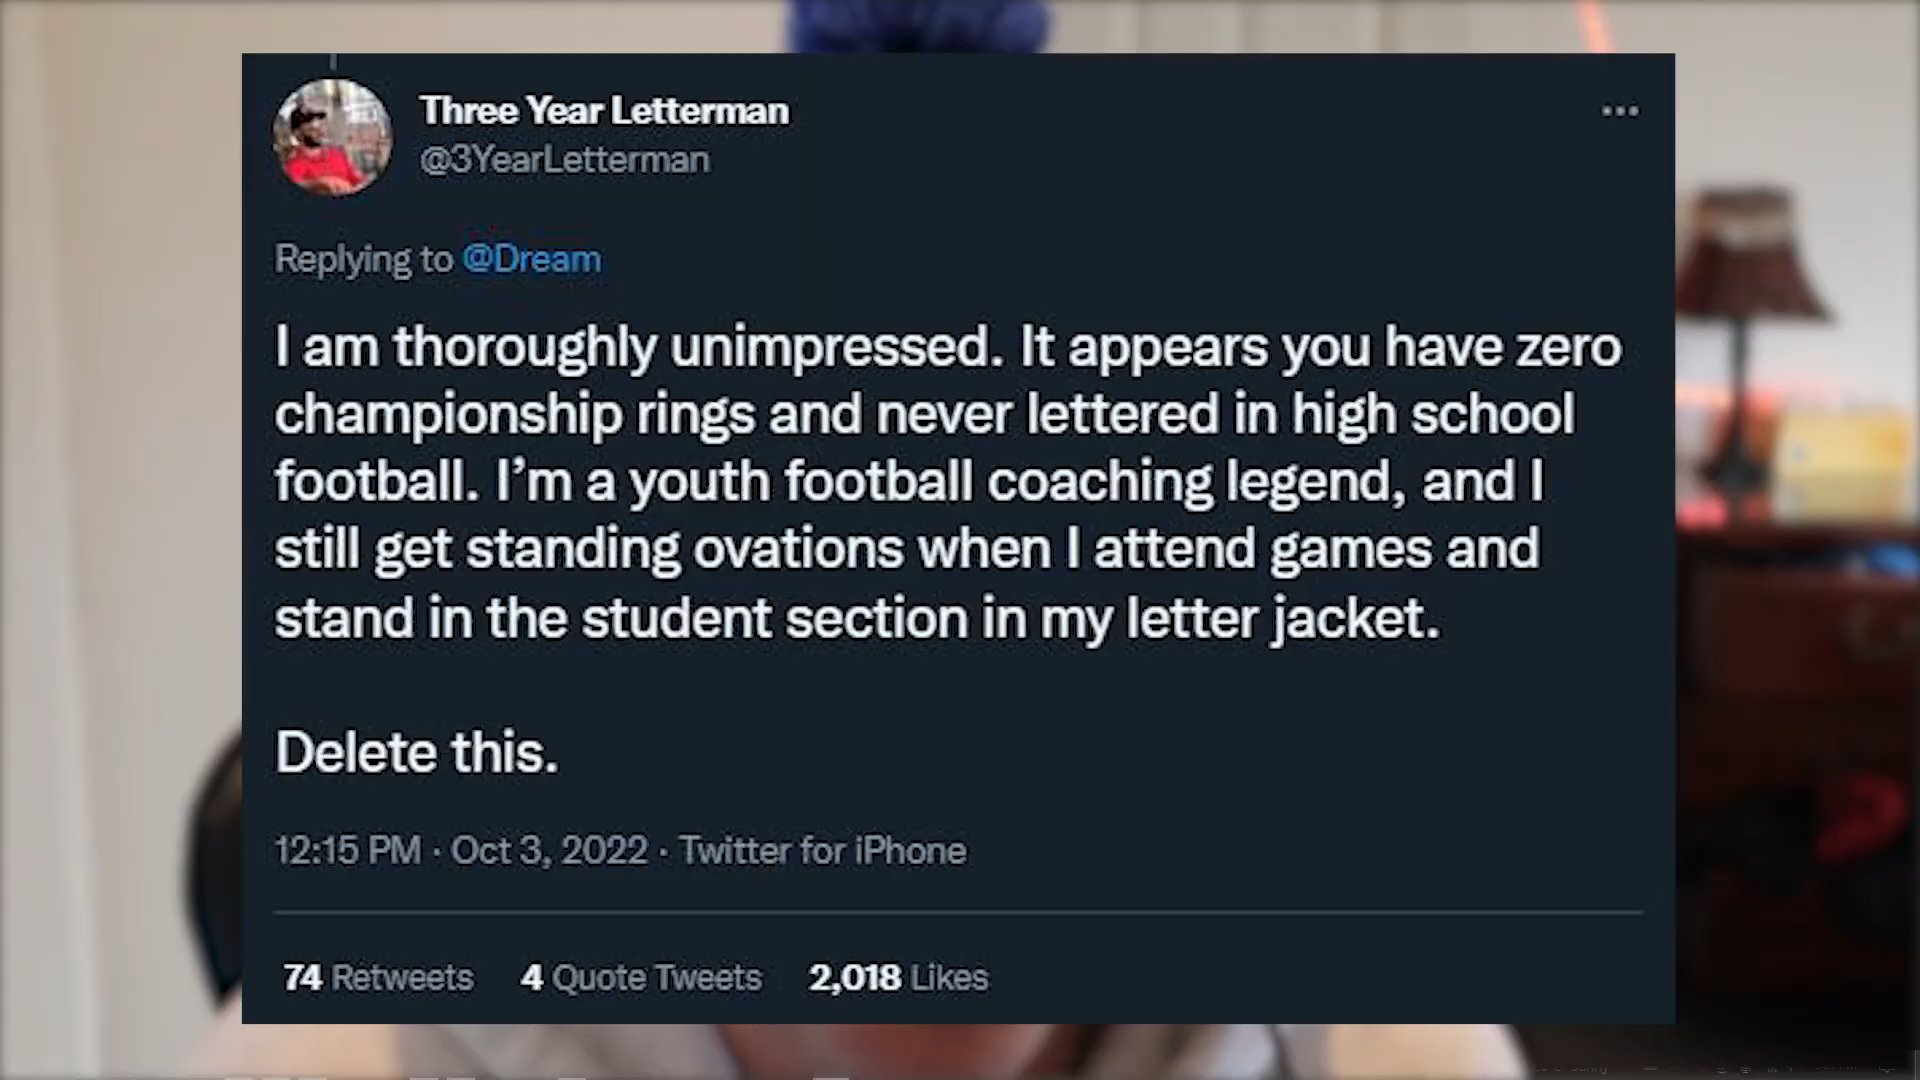 Three Year Letterman
@3YearLetterman
Replying to @Dream
I am thoroughly unimpressed. It appears you have zero
championship rings and never lettered in high school
football. I’m a youth football coaching legend, and I
still get standing ovations when I attend games and
stand in the student section in my letter jacket.
Delete this.
12:15 PM · Oct 3, 2022 · Twitter for iPhone
74 Retweets 4 Quote Tweets 2,018 Likes